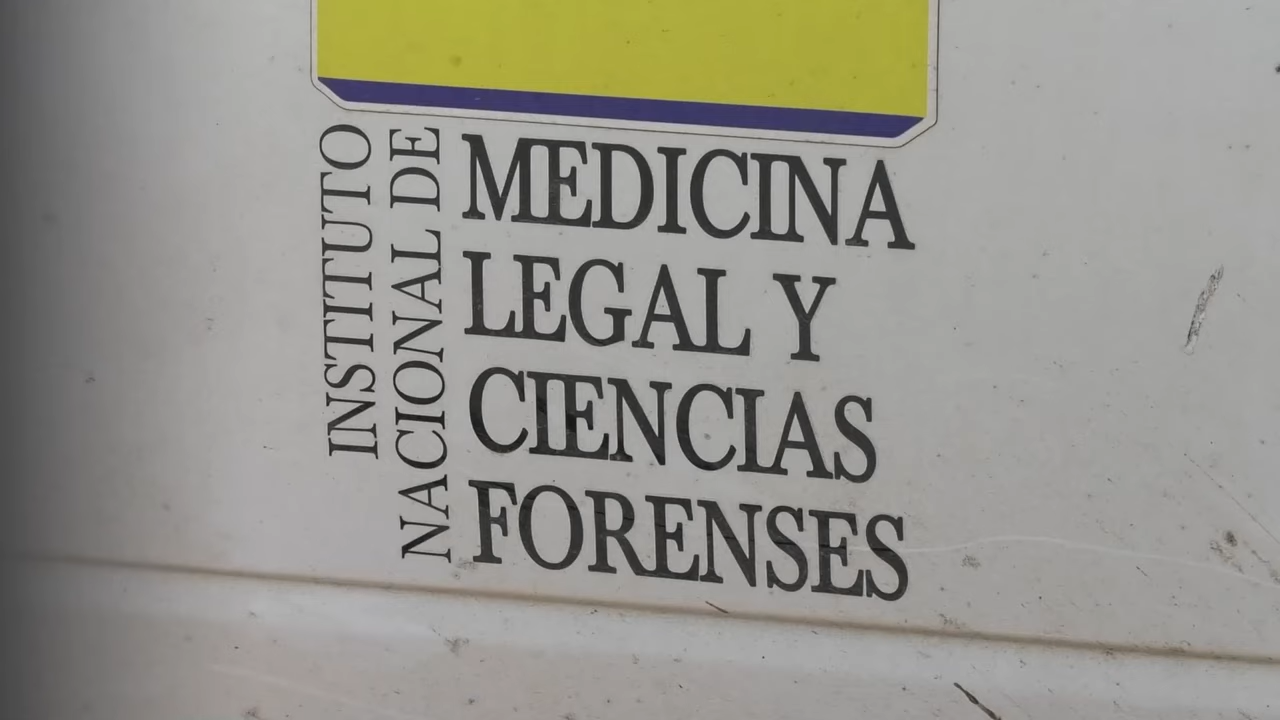 INSTITUTO
NACIONAL DE
MEDICINA
LEGAL Y
CIENCIAS
FORENSES